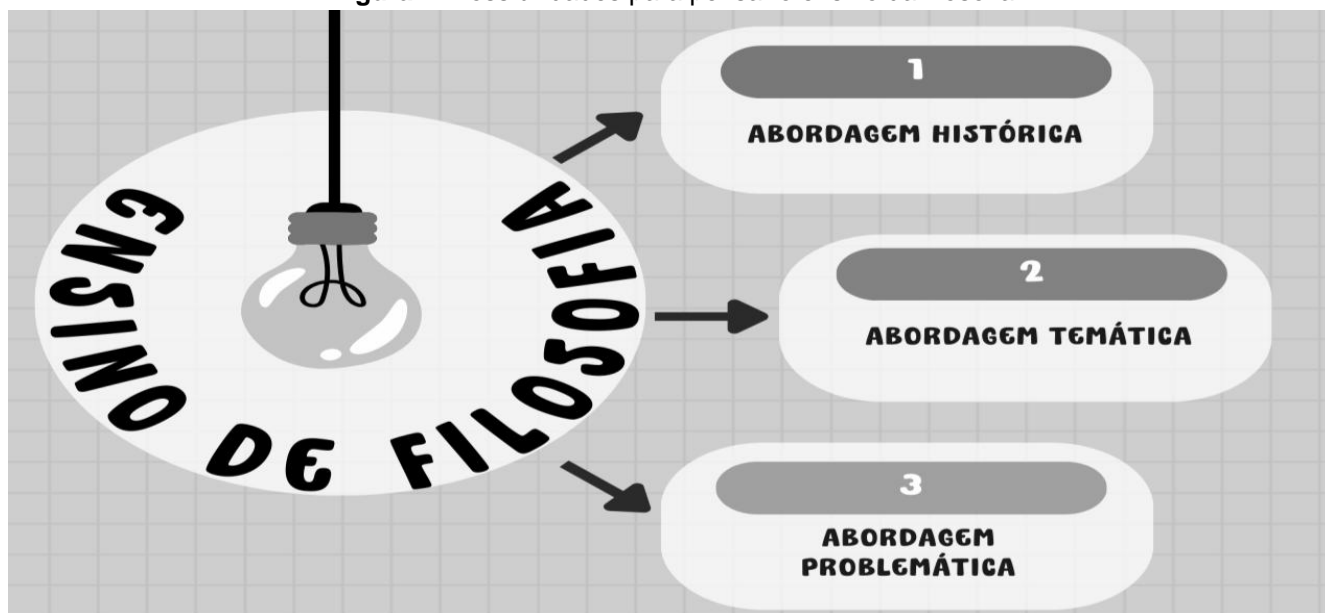 ENSINO DE FILOSOFIA
1
ABORDAGEM HISTÓRICA
2
ABORDAGEM TEMÁTICA
3
ABORDAGEM
PROBLEMÁTICA